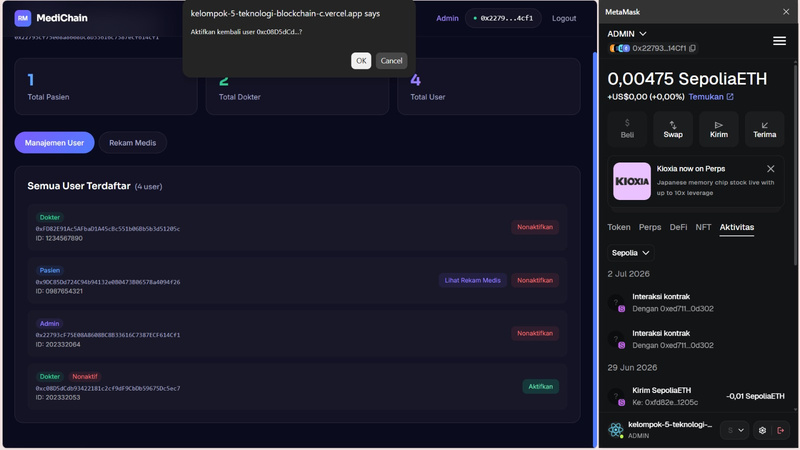 RM MediChain
kelompok-5-teknologi-blockchain-c.vercel.app says
Aktifkan kembali user 0xc08D5dCd...?
OK Cancel
Admin 0x2279...4cf1 Logout
1
Total Pasien
2
Total Dokter
4
Total User
Manajemen User Rekam Medis
Semua User Terdaftar (4 user)
Dokter
ID: 1234567890
Nonaktifkan
Pasien
ID: 0987654321
Lihat Rekam Medis Nonaktifkan
Admin
0x22793cF75E08A8608BC8B33616C7387ECF614Cf1
ID: 202332064
Nonaktifkan
Dokter Nonaktif
0xc08D5dCdb93422181c2cf9dF9CbDb59675Dc5ec7
ID: 202332053
Aktifkan
MetaMask
ADMIN
0x22793...14Cf1
0,00475 SepoliaETH
+US$0,00 (+0,00%) Temukan
Beli Swap Kirim Terima
KIOXIA
Kioxia now on Perps
Japanese memory chip stock live with
up to 10x leverage
Token Perps DeFi NFT Aktivitas
Sepolia
2 Jul 2026
Interaksi kontrak
Dengan 0xed711...0d302
Interaksi kontrak
Dengan 0xed711...0d302
29 Jun 2026
Kirim SepoliaETH
Ke: 0xfd82e...1205c
-0,01 SepoliaETH
kelompok-5-teknologi-...
ADMIN